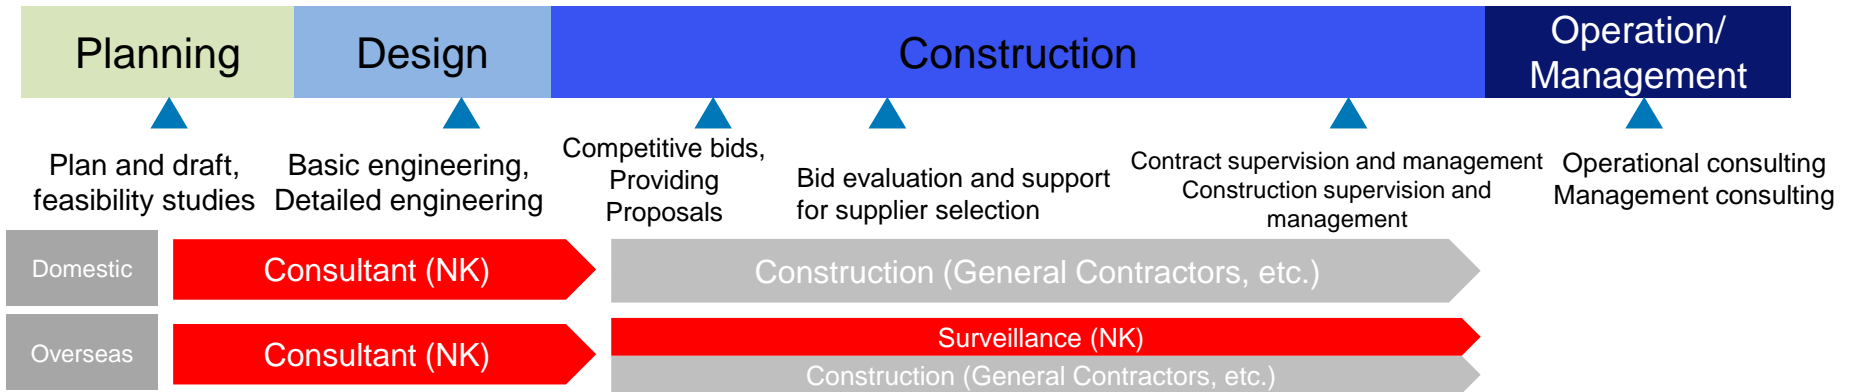 Planning
Design
Construction
Operation/
Management
Plan and draft,
feasibility studies
Basic engineering,
Detailed engineering
Competitive bids,
Providing
Proposals
Bid evaluation and support
for supplier selection
Contract supervision and management
Construction supervision and
management
Operational consulting
Management consulting
Domestic
Consultant (NK)
Construction (General Contractors, etc.)
Overseas
Consultant (NK)
Surveillance (NK)
Construction (General Contractors, etc.)